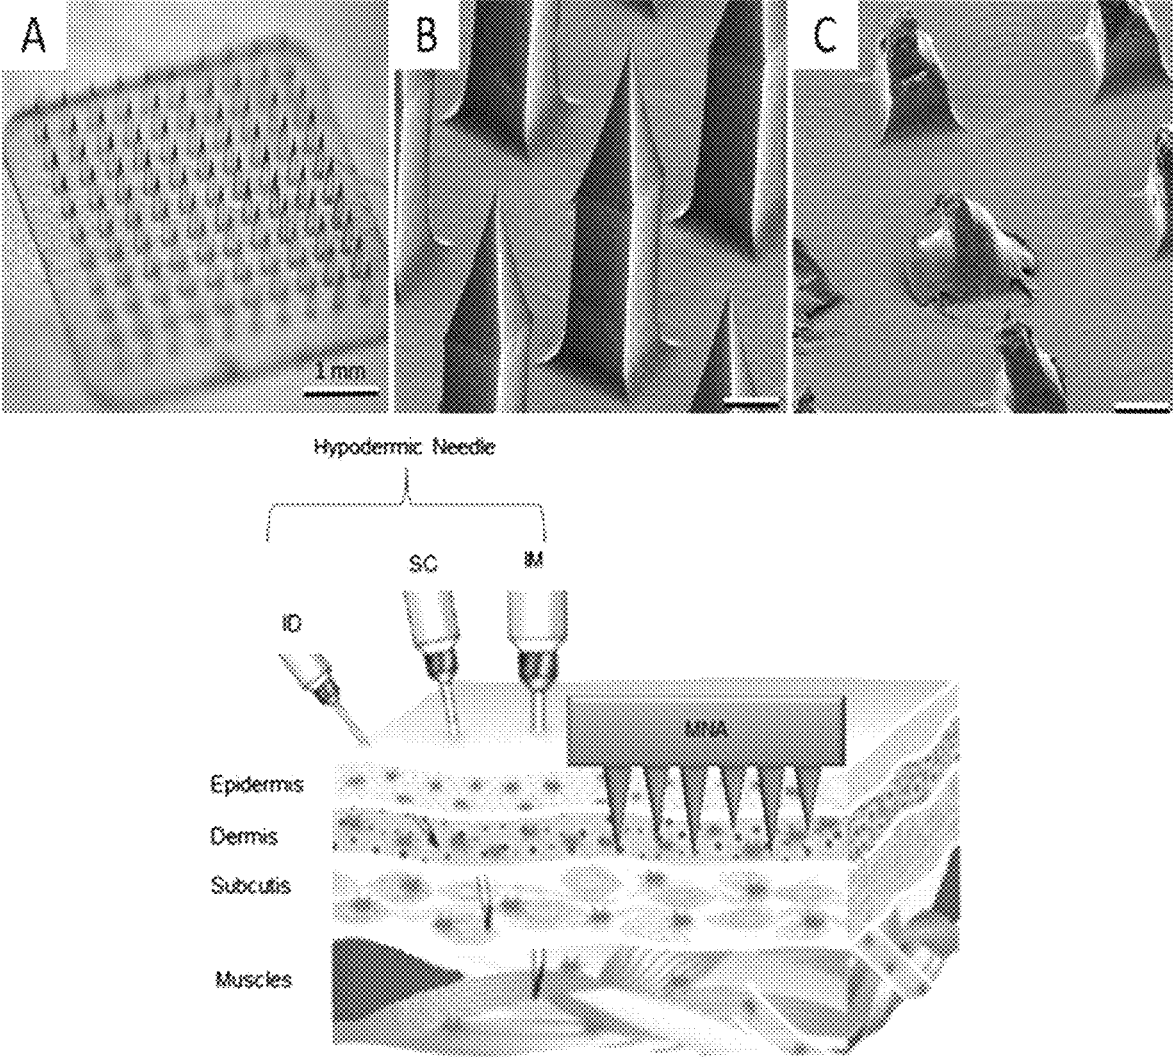 A
B
C
1 mm
Hypodermic Needle
SC
IM
ID
MNA
Epidermis
Dermis
Subcutis
Muscles